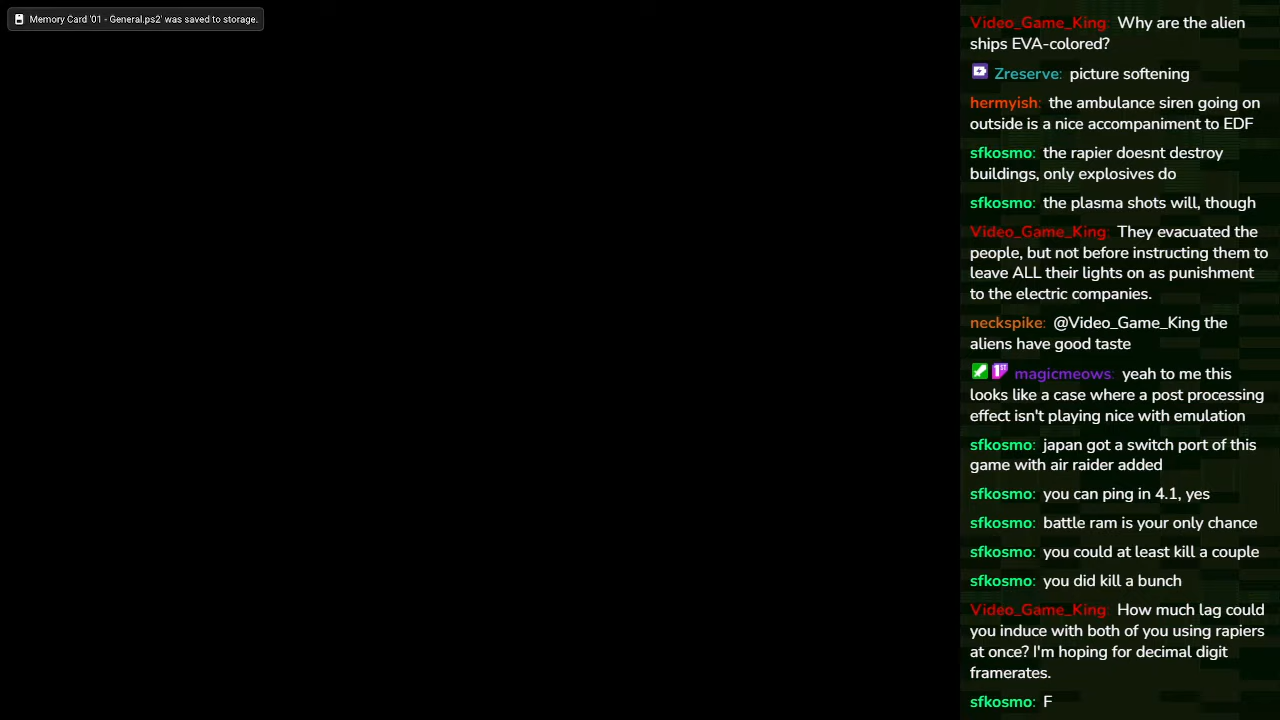 Memory Card '01 - General.ps2' was saved to storage.
Video_Game_King: Why are the alien
ships EVA-colored?
Zreserve: picture softening
hermyish: the ambulance siren going on
outside is a nice accompaniment to EDF
sfkosmo: the rapier doesnt destroy
buildings, only explosives do
sfkosmo: the plasma shots will, though
Video_Game_King: They evacuated the
people, but not before instructing them to
leave ALL their lights on as punishment
to the electric companies.
neckspike: @Video_Game_King the
aliens have good taste
1ST magicmeows: yeah to me this
looks like a case where a post processing
effect isn't playing nice with emulation
sfkosmo: japan got a switch port of this
game with air raider added
sfkosmo: you can ping in 4.1, yes
sfkosmo: battle ram is your only chance
sfkosmo: you could at least kill a couple
sfkosmo: you did kill a bunch
Video_Game_King: How much lag could
you induce with both of you using rapiers
at once? I'm hoping for decimal digit
framerates.
sfkosmo: F